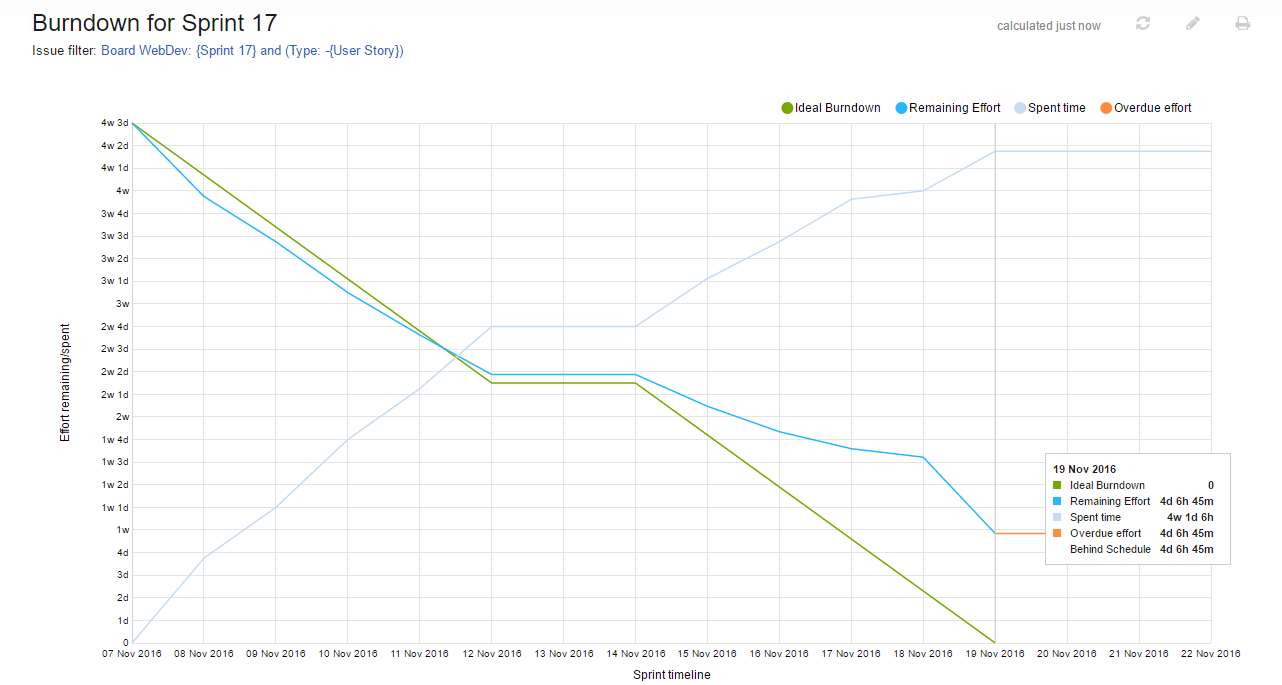 Burndown for Sprint 17
calculated just now
Issue filter: Board WebDev: {Sprint 17} and (Type: -{User Story})
Ideal Burndown Remaining Effort Spent time Overdue effort
Effort remaining/spent
4w 3d
4w 2d
4w 1d
4w
3w 4d
3w 3d
3w 2d
3w 1d
3w
2w 4d
2w 3d
2w 2d
2w 1d
2w
1w 4d
1w 3d
1w 2d
1w 1d
1w
4d
3d
2d
1d
0
19 Nov 2016
Ideal Burndown 0
Remaining Effort 4d 6h 45m
Spent time 4w 1d 6h
Overdue effort 4d 6h 45m
Behind Schedule 4d 6h 45m
07 Nov 2016 08 Nov 2016 09 Nov 2016 10 Nov 2016 11 Nov 2016 12 Nov 2016 13 Nov 2016 14 Nov 2016 15 Nov 2016 16 Nov 2016 17 Nov 2016 18 Nov 2016 19 Nov 2016 20 Nov 2016 21 Nov 2016 22 Nov 2016
Sprint timeline